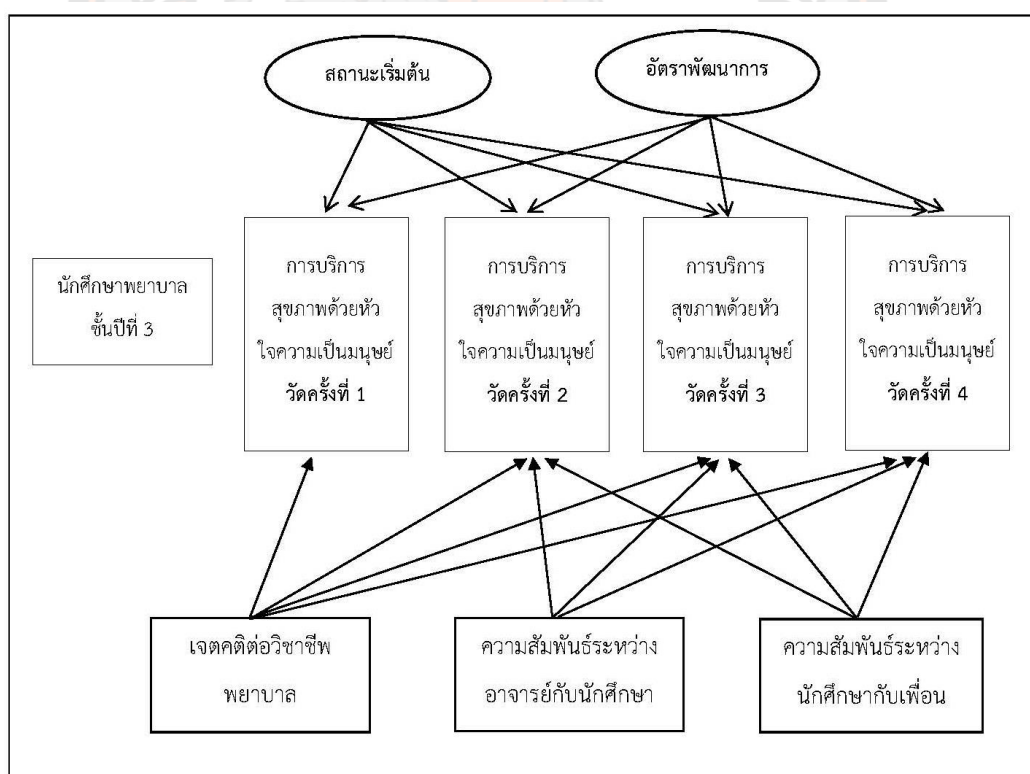 สถานะเริ่มต้น
อัตราพัฒนาการ
นักศึกษาพยาบาล
ชั้นปีที่ 3
การบริการ
สุขภาพด้วยหัว
ใจความเป็นมนุษย์
วัดครั้งที่ 1
การบริการ
สุขภาพด้วยหัว
ใจความเป็นมนุษย์
วัดครั้งที่ 2
การบริการ
สุขภาพด้วยหัว
ใจความเป็นมนุษย์
วัดครั้งที่ 3
การบริการ
สุขภาพด้วยหัว
ใจความเป็นมนุษย์
วัดครั้งที่ 4
เจตคติต่อวิชาชีพ
พยาบาล
ความสัมพันธ์ระหว่าง
อาจารย์กับนักศึกษา
ความสัมพันธ์ระหว่าง
นักศึกษากับเพื่อน